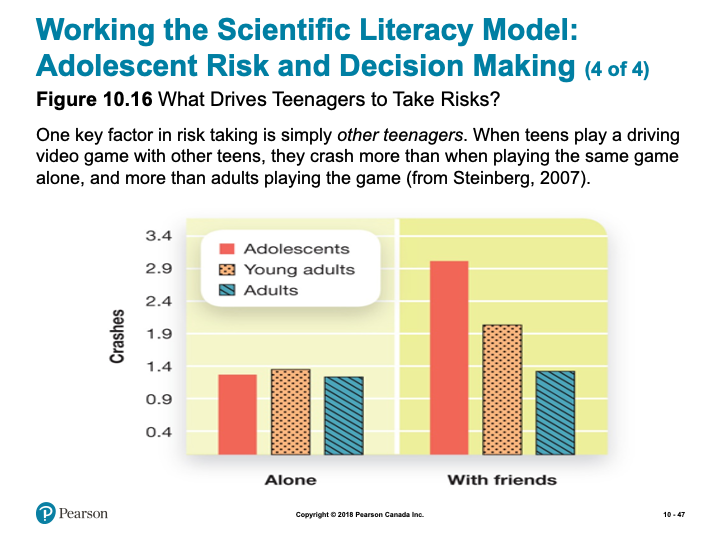 Working the Scientific Literacy Model:
Adolescent Risk and Decision Making (4 of 4)
Figure 10.16 What Drives Teenagers to Take Risks?
One key factor in risk taking is simply other teenagers. When teens play a driving
video game with other teens, they crash more than when playing the same game
alone, and more than adults playing the game (from Steinberg, 2007).
Crashes
3.4
2.9
2.4
1.9
1.4
0.9
0.4
Adolescents
Young adults
Adults
Alone
With friends
P Pearson
Copyright © 2018 Pearson Canada Inc.
10 - 47